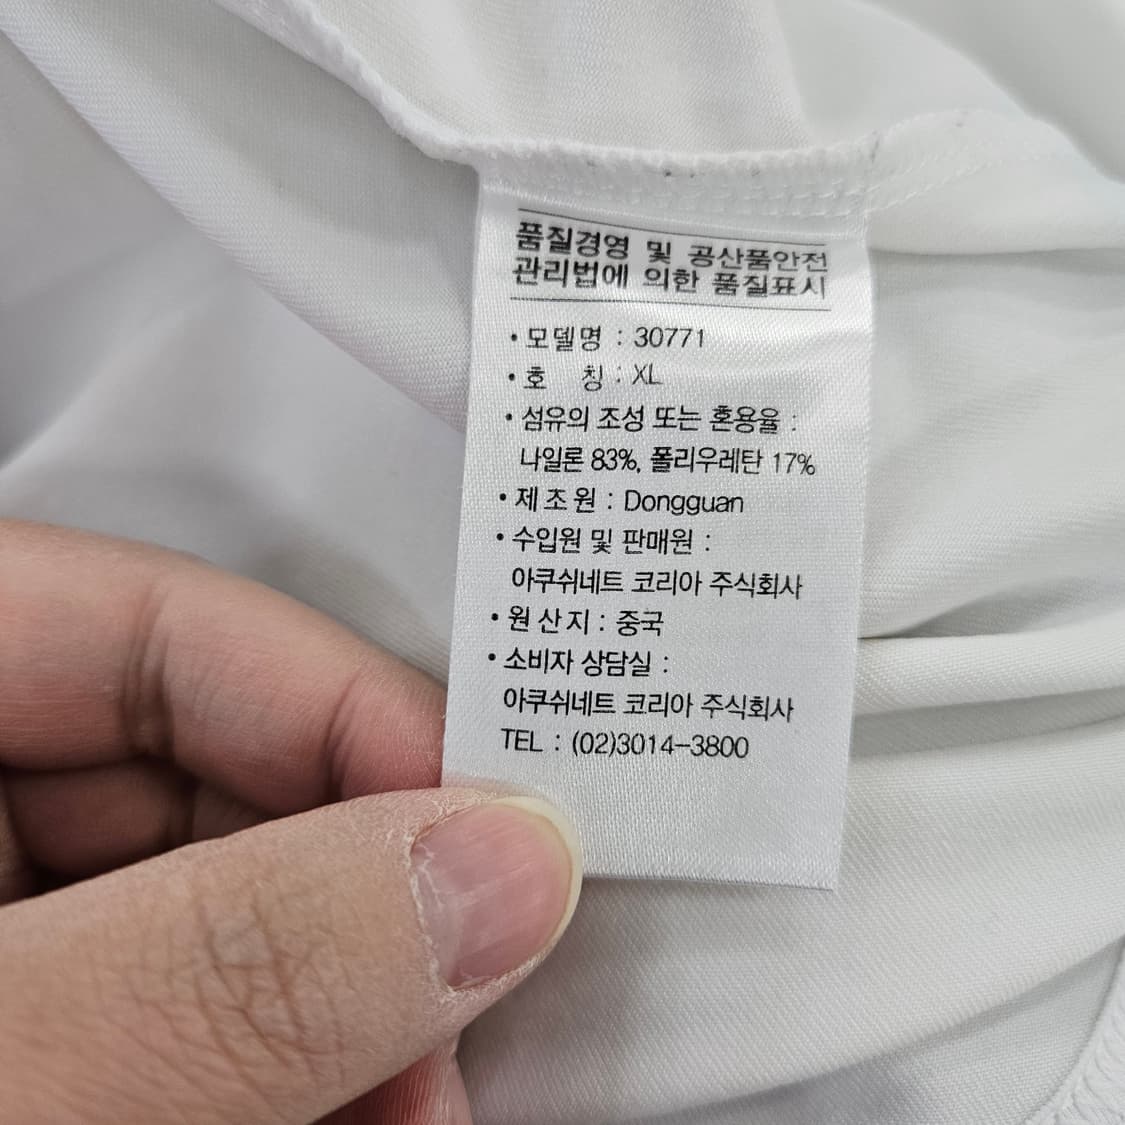 품질경영 및 공산품안전
관리법에 의한 품질표시
• 모델명 : 30771
• 호 칭 : XL
• 섬유의 조성 또는 혼용율 :
나일론 83%, 폴리우레탄 17%
• 제조원 : Dongguan
• 수입원 및 판매원 :
아쿠쉬네트 코리아 주식회사
• 원산지 : 중국
• 소비자 상담실 :
아쿠쉬네트 코리아 주식회사
TEL : (02)3014-3800